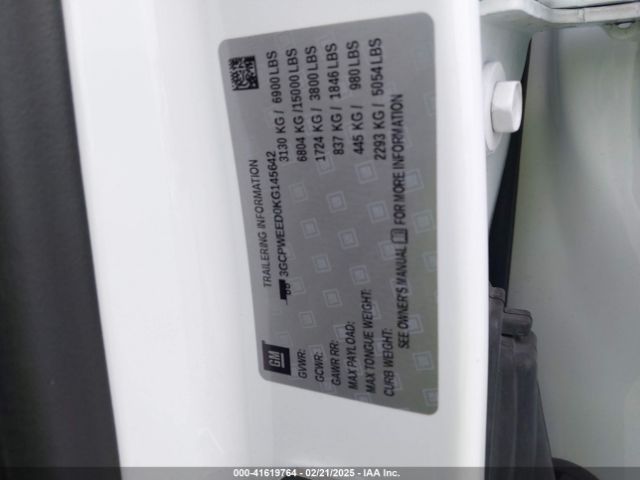 TRAILERING INFORMATION
3GCPWEED0KG145642
GM
GVWR: 3130 KG / 6900 LBS
GCWR: 6804 KG / 15000 LBS
GAWR RR: 1724 KG / 3800 LBS
MAX PAYLOAD: 837 KG / 1846 LBS
MAX TONGUE WEIGHT: 445 KG / 980 LBS
CURB WEIGHT: 2293 KG / 5054 LBS
SEE OWNER'S MANUAL FOR MORE INFORMATION
000-41619764 - 02/21/2025 - IAA Inc.